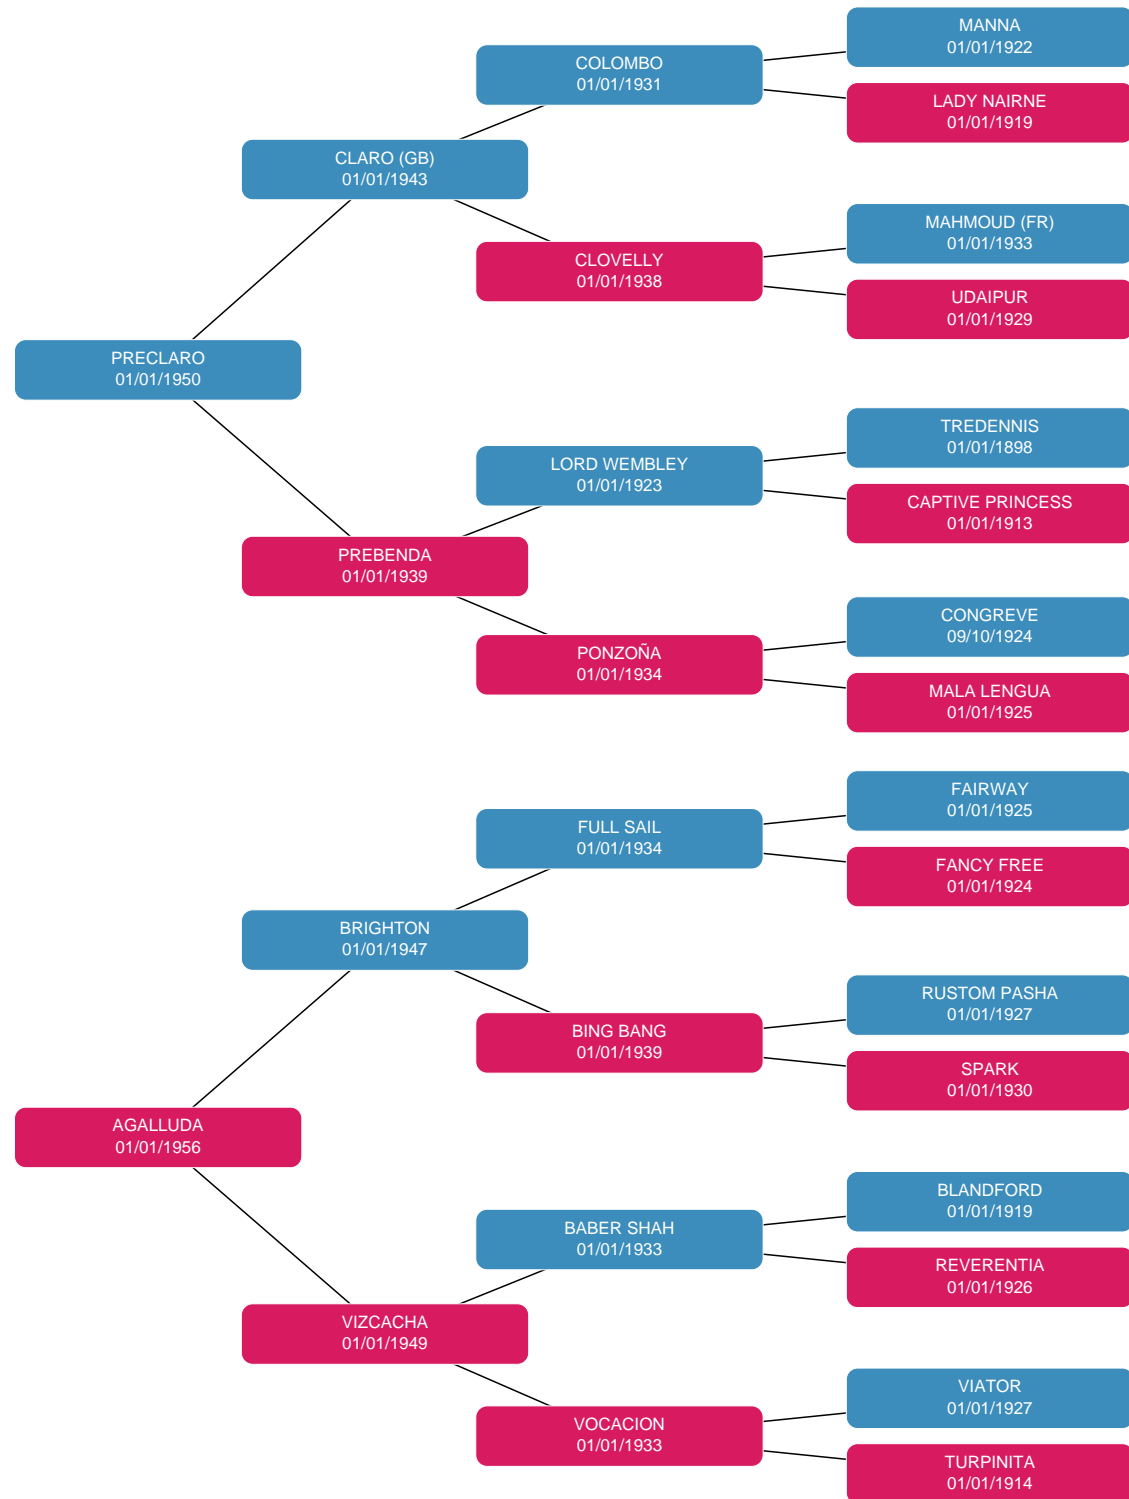 MANNA
01/01/1922
COLOMBO
01/01/1931
LADY NAIRNE
01/01/1919
CLARO (GB)
01/01/1943
MAHMOUD (FR)
01/01/1933
CLOVELLY
01/01/1938
UDAIPUR
01/01/1929
PRECLARO
01/01/1950
TREDENNIS
01/01/1898
LORD WEMBLEY
01/01/1923
CAPTIVE PRINCESS
01/01/1913
PREBENDA
01/01/1939
CONGREVE
09/10/1924
PONZOÑA
01/01/1934
MALA LENGUA
01/01/1925
FAIRWAY
01/01/1925
FULL SAIL
01/01/1934
FANCY FREE
01/01/1924
BRIGHTON
01/01/1947
RUSTOM PASHA
01/01/1927
BING BANG
01/01/1939
SPARK
01/01/1930
AGALLUDA
01/01/1956
BLANDFORD
01/01/1919
BABER SHAH
01/01/1933
REVERENTIA
01/01/1926
VIZCACHA
01/01/1949
VIATOR
01/01/1927
VOCACION
01/01/1933
TURPINITA
01/01/1914